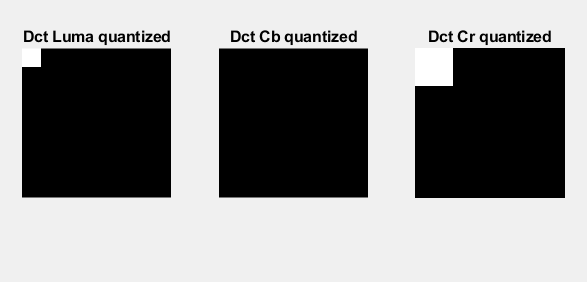 Dct Luma quantized
Dct Cb quantized
Dct Cr quantized